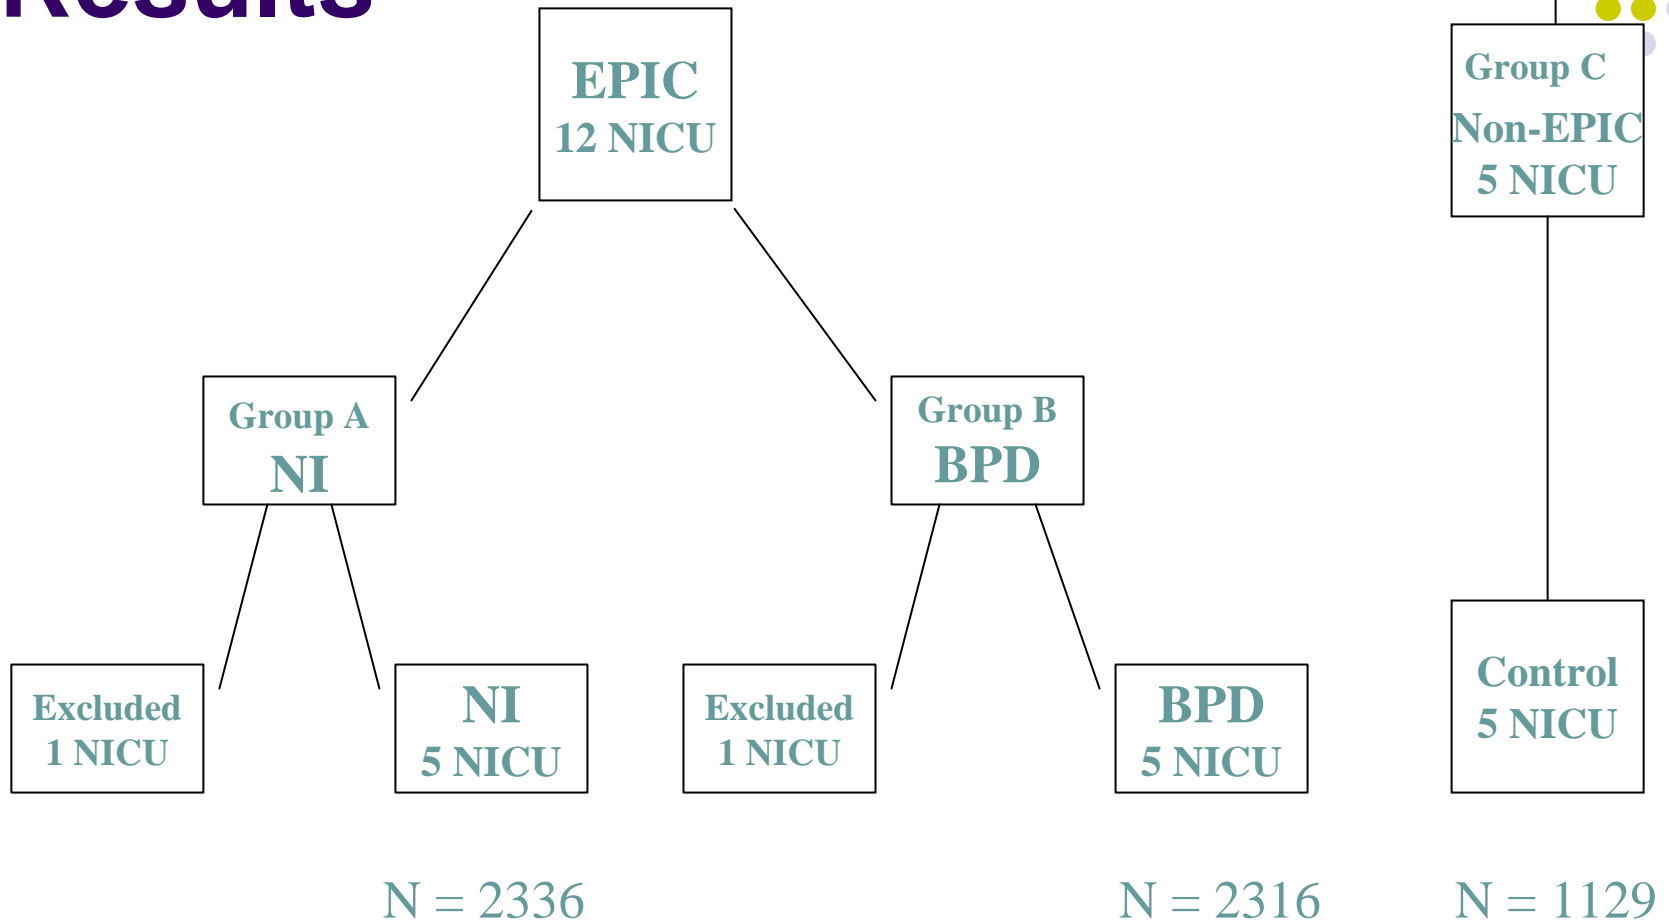 Results
EPIC
12 NICU
Group C
Non-EPIC
5 NICU
Group A
NI
Group B
BPD
Excluded
1 NICU
NI
5 NICU
Excluded
1 NICU
BPD
5 NICU
Control
5 NICU
N = 2336
N = 2316
N = 1129